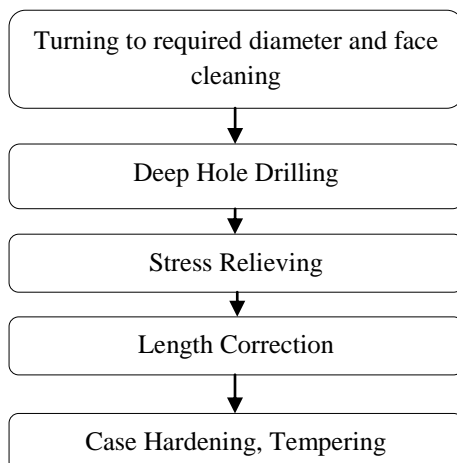 Turning to required diameter and face
cleaning
Deep Hole Drilling
Stress Relieving
Length Correction
Case Hardening, Tempering